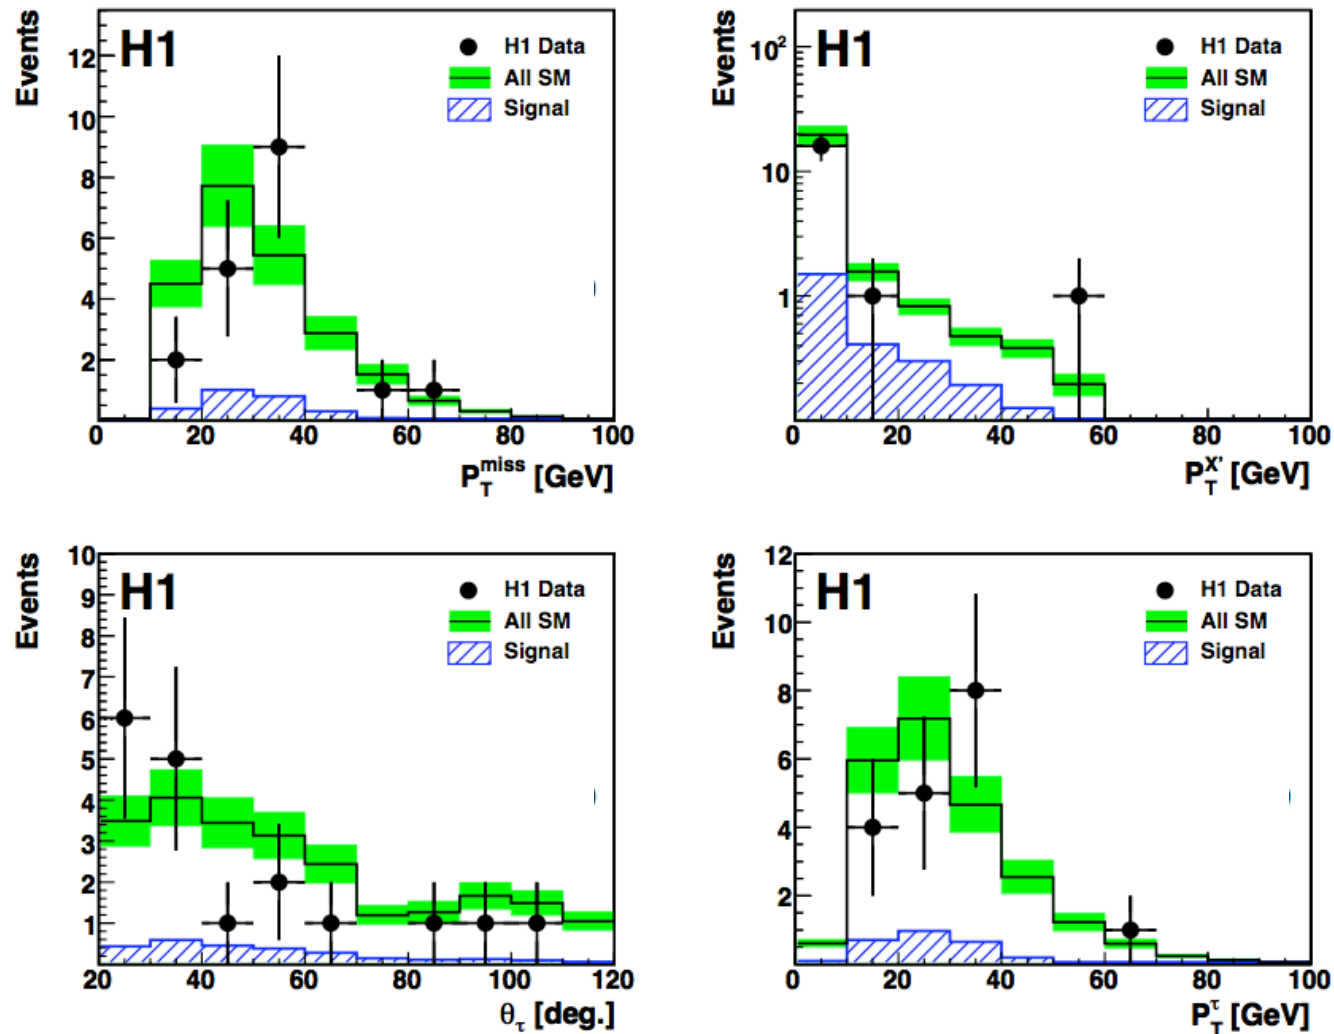 Events
H1
H1 Data
All SM
Signal
12
10
8
6
4
2
0 20 40 60 80 100
P_T^miss [GeV]
Events
H1
H1 Data
All SM
Signal
10²
10
1
0 20 40 60 80 100
P_T^X' [GeV]
Events
H1
H1 Data
All SM
Signal
10
9
8
7
6
5
4
3
2
1
20 40 60 80 100 120
θ_τ [deg.]
Events
H1
H1 Data
All SM
Signal
12
10
8
6
4
2
0 20 40 60 80 100
P_T^τ [GeV]